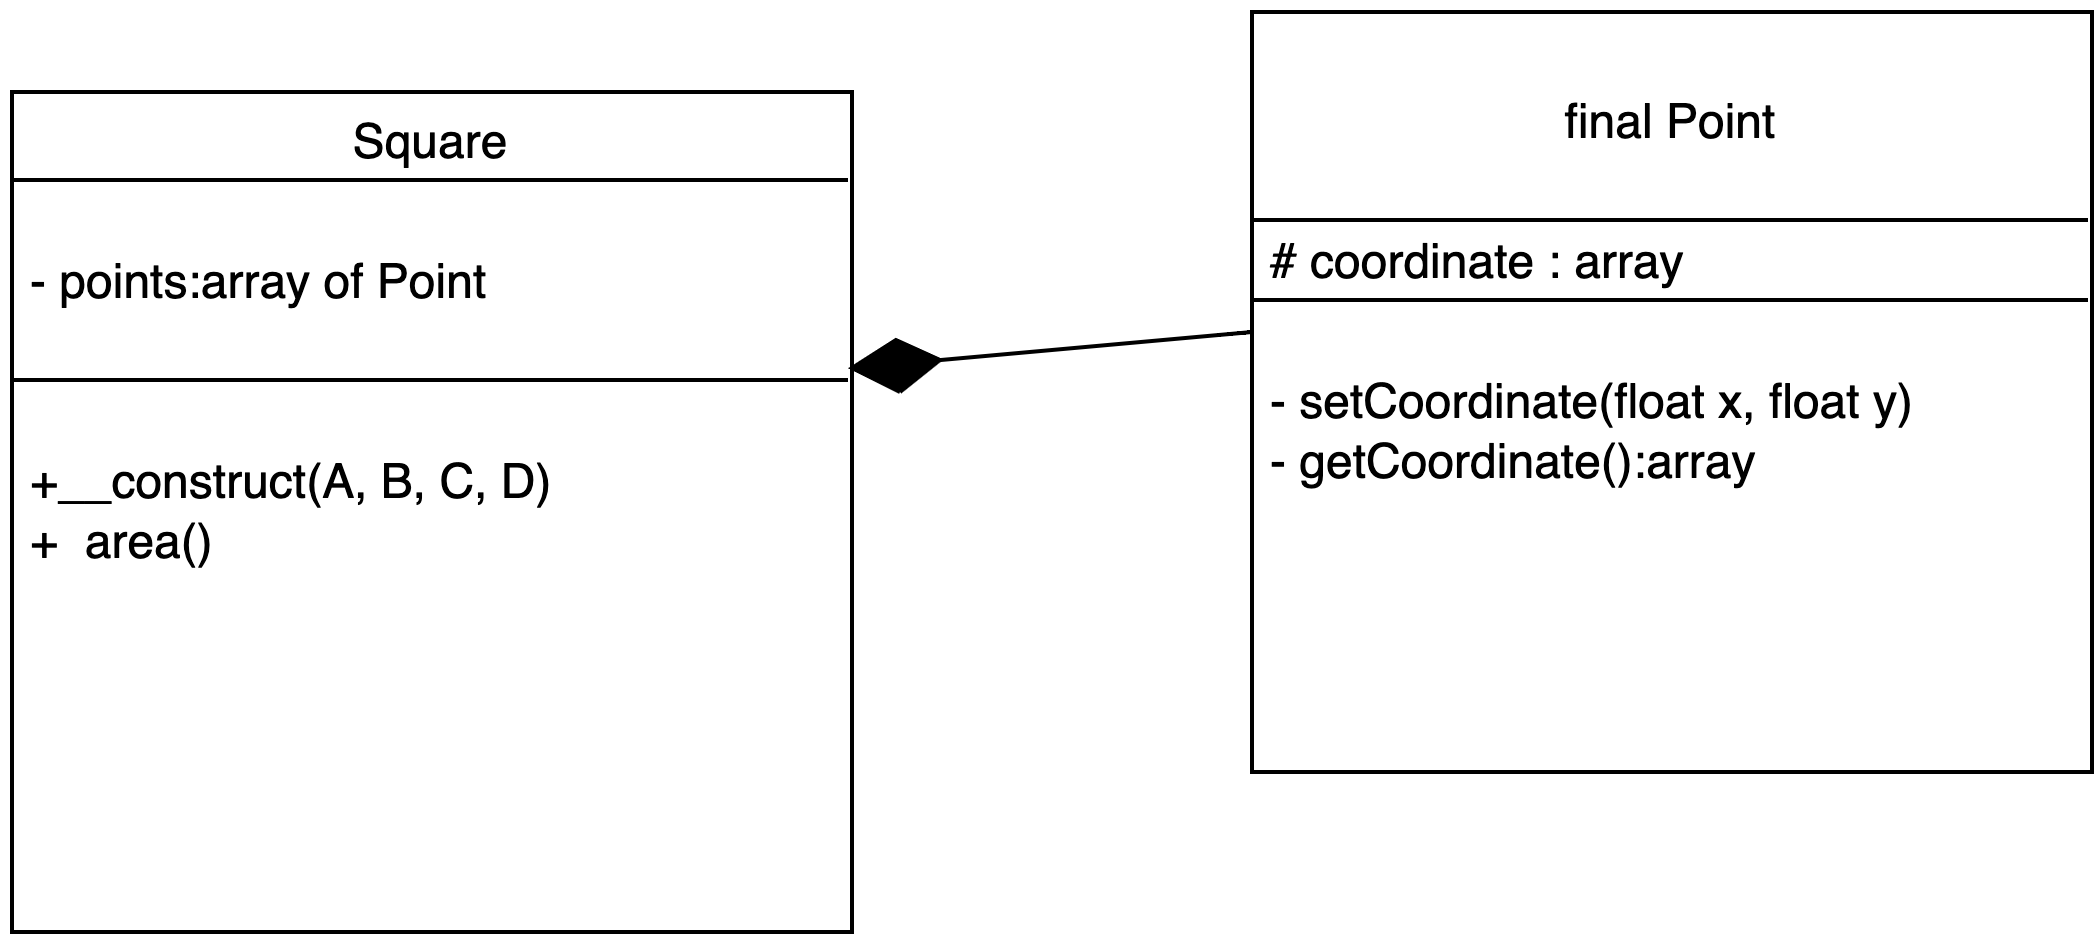 Square
- points:array of Point
+__construct(A, B, C, D)
+  area()
final Point
# coordinate : array
- setCoordinate(float x, float y)
- getCoordinate():array